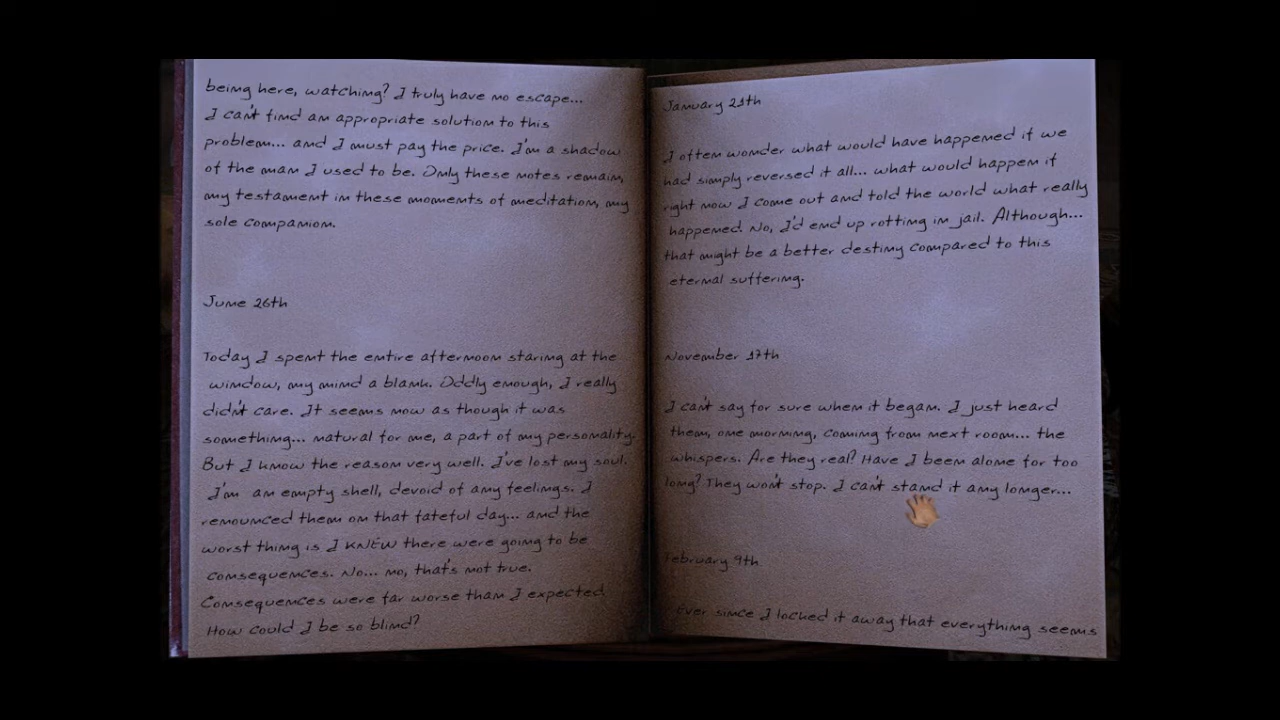 being here, watching? I truly have no escape...
I can't find an appropriate solution to this
problem... and I must pay the price. I'm a shadow
of the man I used to be. Only these notes remain,
my testament in these moments of meditation, my
sole companion.
June 26th
Today I spent the entire afternoon staring at the
window, my mind a blank. Oddly enough, I really
didn't care. It seems now as though it was
something... natural for me, a part of my personality.
But I know the reason very well. I've lost my soul.
I'm an empty shell, devoid of any feelings. I
renounced them on that fateful day... and the
worst thing is I KNEW there were going to be
consequences. No... no, that's not true.
Consequences were far worse than I expected.
How could I be so blind?
January 21th
I often wonder what would have happened if we
had simply reversed it all... what would happen if
right now I come out and told the world what really
happened. No, I'd end up rotting in jail. Although...
that might be a better destiny compared to this
eternal suffering.
November 17th
I can't say for sure when it began. I just heard
them, one morning, coming from next room... the
whispers. Are they real? Have I been alone for too
long? They won't stop. I can't stand it any longer...
February 9th
Ever since I locked it away that everything seems